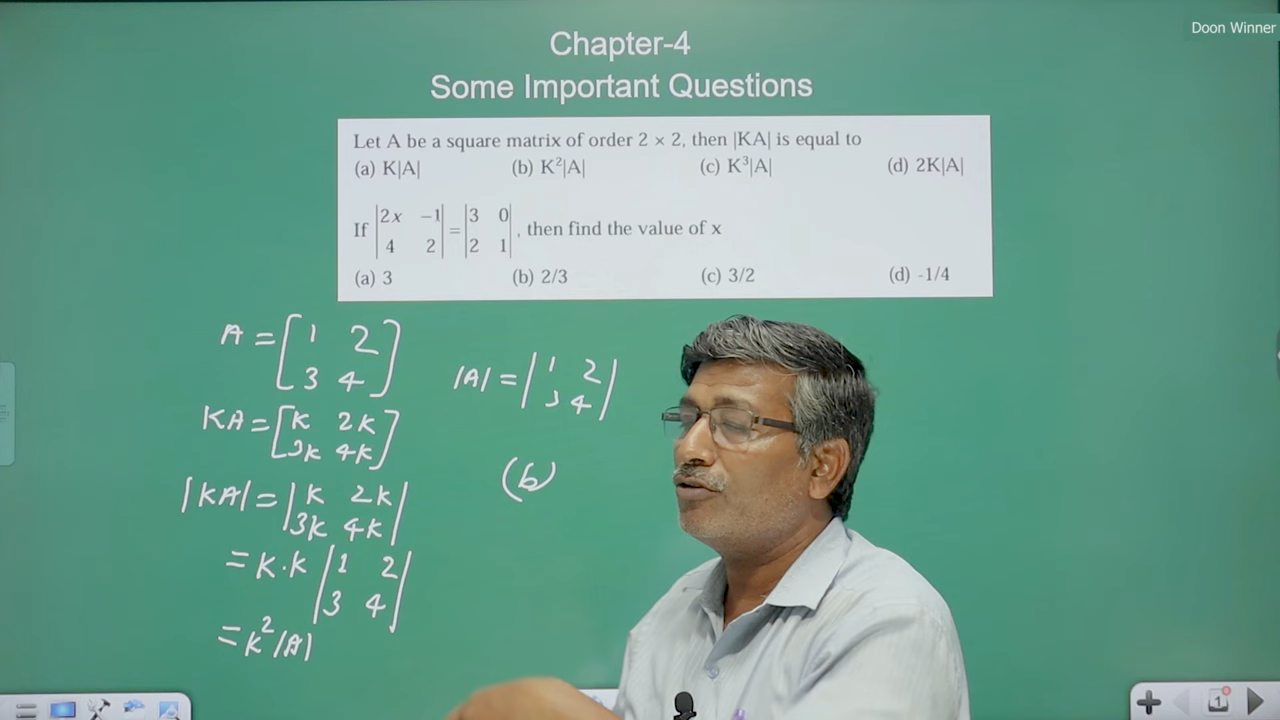 Doon Winner
Chapter-4
Some Important Questions
Let A be a square matrix of order 2 × 2, then |KA| is equal to
(a) K|A| (b) K²|A| (c) K³|A| (d) 2K|A|
If |2x −1| = |3 0| , then find the value of x
|4 2| |2 1|
(a) 3 (b) 2/3 (c) 3/2 (d) -1/4
A = [1 2]
[3 4]
|A| = |1 2|
|3 4|
KA = [K 2K]
[3K 4K]
(b)
|KA| = |K 2K|
|3K 4K|
= K.K |1 2|
|3 4|
= K²|A|
1